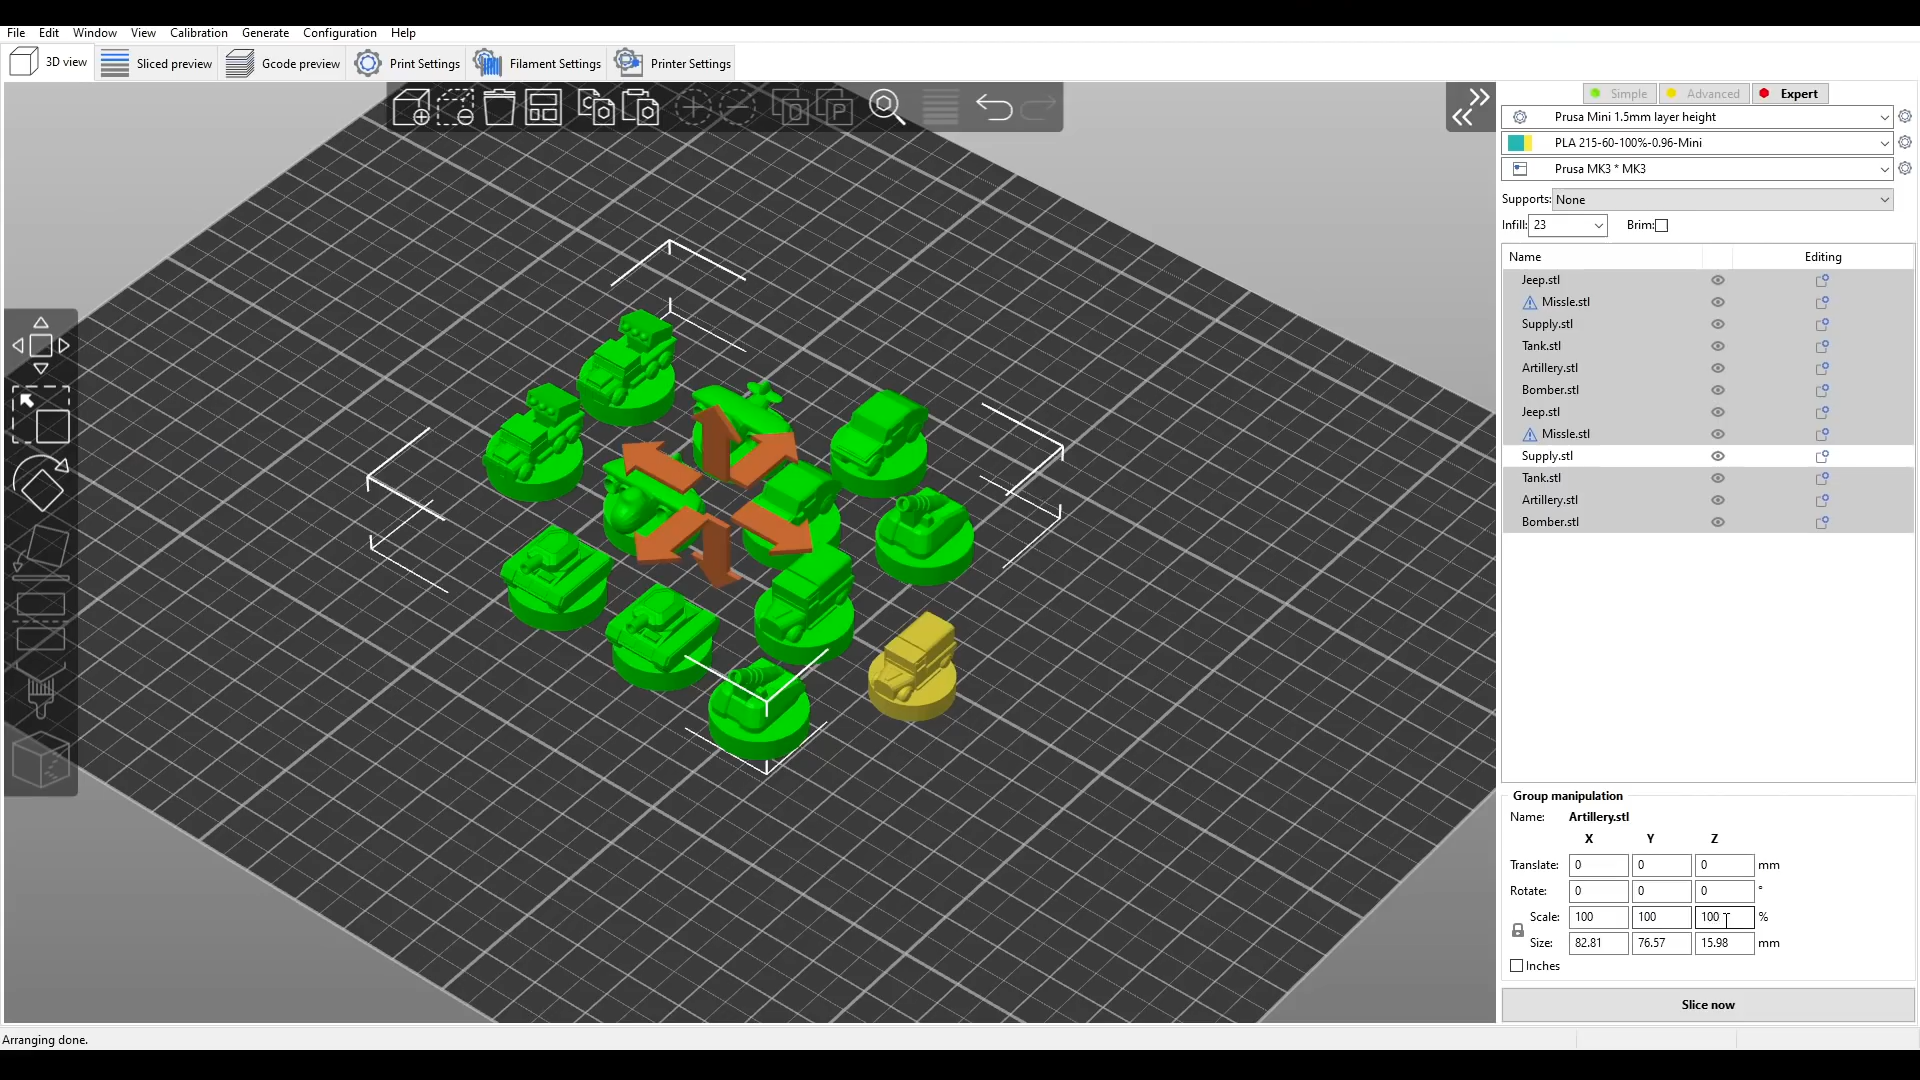 File Edit Window View Calibration Generate Configuration Help
3D view Sliced preview Gcode preview Print Settings Filament Settings Printer Settings
Simple Advanced Expert
Prusa Mini 1.5mm layer height
PLA 215-60-100%-0.96-Mini
Prusa MK3 * MK3
Supports: None
Infill: 23 Brim:
Name Editing
Jeep.stl
Missle.stl
Supply.stl
Tank.stl
Artillery.stl
Bomber.stl
Jeep.stl
Missle.stl
Supply.stl
Tank.stl
Artillery.stl
Bomber.stl
Group manipulation
Name: Artillery.stl
X Y Z
Translate: 0 0 0 mm
Rotate: 0 0 0 °
Scale: 100 100 100 %
Size: 82.81 76.57 15.98 mm
Inches
Slice now
Arranging done.